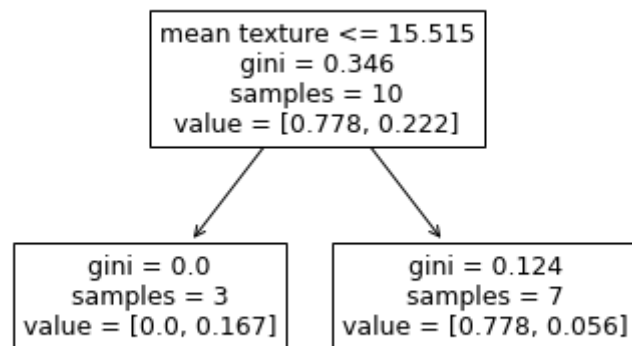 mean texture <= 15.515
gini = 0.346
samples = 10
value = [0.778, 0.222]
gini = 0.0
samples = 3
value = [0.0, 0.167]
gini = 0.124
samples = 7
value = [0.778, 0.056]